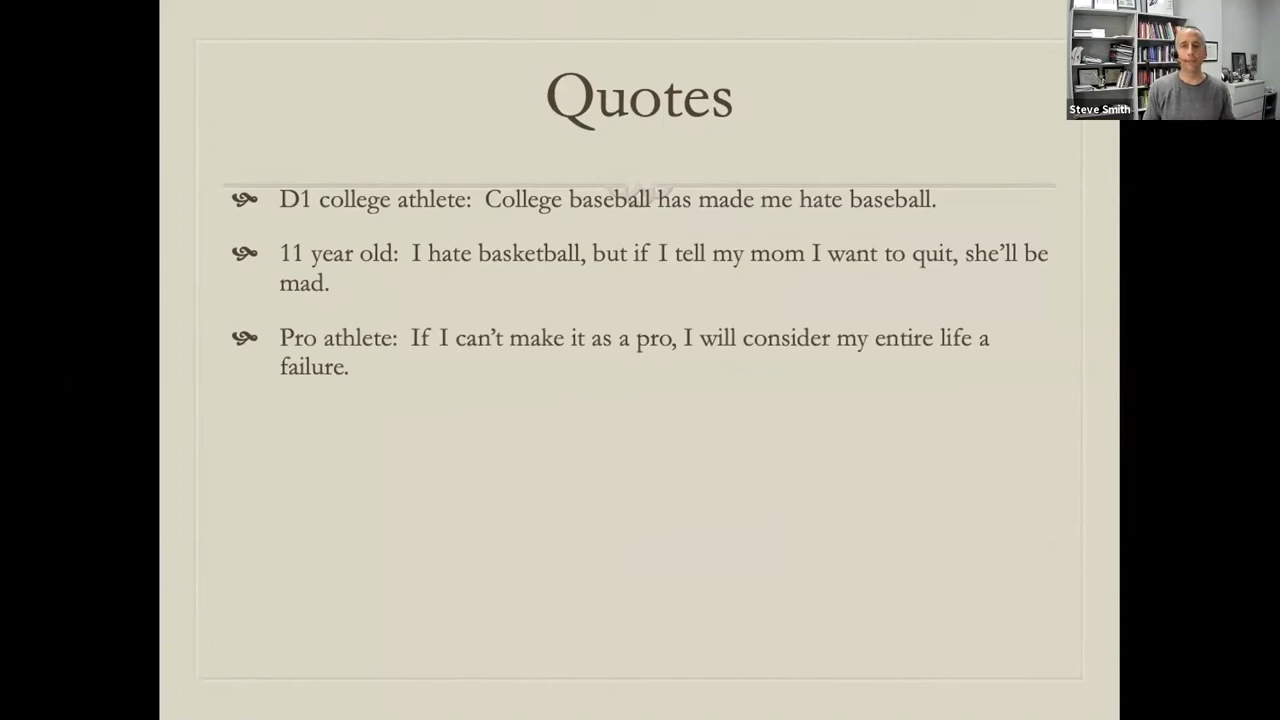 Quotes
Steve Smith
D1 college athlete:  College baseball has made me hate baseball.
11 year old:  I hate basketball, but if I tell my mom I want to quit, she’ll be
mad.
Pro athlete:  If I can’t make it as a pro, I will consider my entire life a
failure.